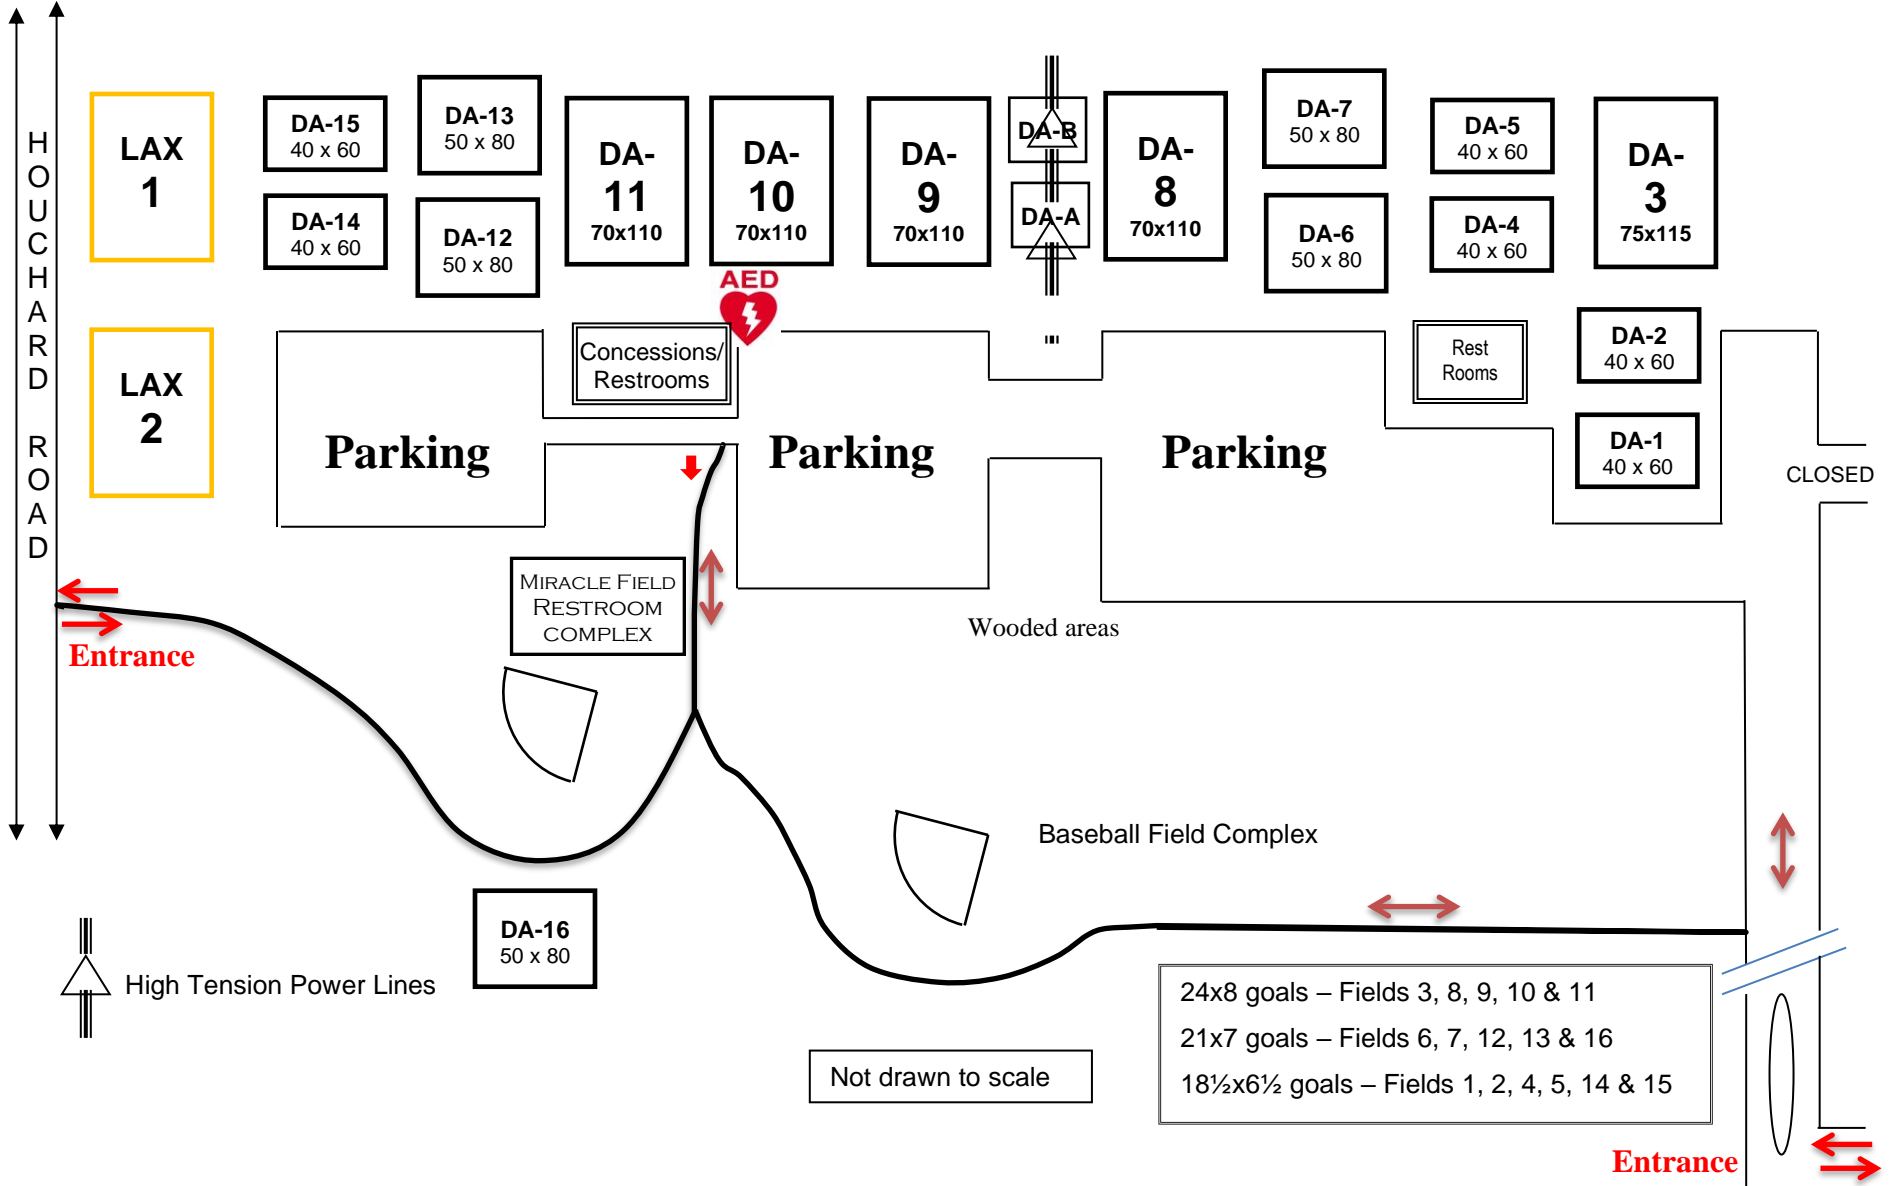 HOUCHARD ROAD
LAX
1
LAX
2
DA-15
40 x 60
DA-14
40 x 60
DA-13
50 x 80
DA-12
50 x 80
DA-
11
70x110
DA-
10
70x110
DA-
9
70x110
DA-B
DA-A
DA-
8
70x110
DA-7
50 x 80
DA-6
50 x 80
DA-5
40 x 60
DA-4
40 x 60
DA-
3
75x115
AED
Concessions/
Restrooms
Rest
Rooms
DA-2
40 x 60
DA-1
40 x 60
Parking
Parking
Parking
CLOSED
MIRACLE FIELD
RESTROOM
COMPLEX
Wooded areas
Entrance
Baseball Field Complex
DA-16
50 x 80
High Tension Power Lines
Not drawn to scale
24x8 goals – Fields 3, 8, 9, 10 & 11
21x7 goals – Fields 6, 7, 12, 13 & 16
18½x6½ goals – Fields 1, 2, 4, 5, 14 & 15
Entrance